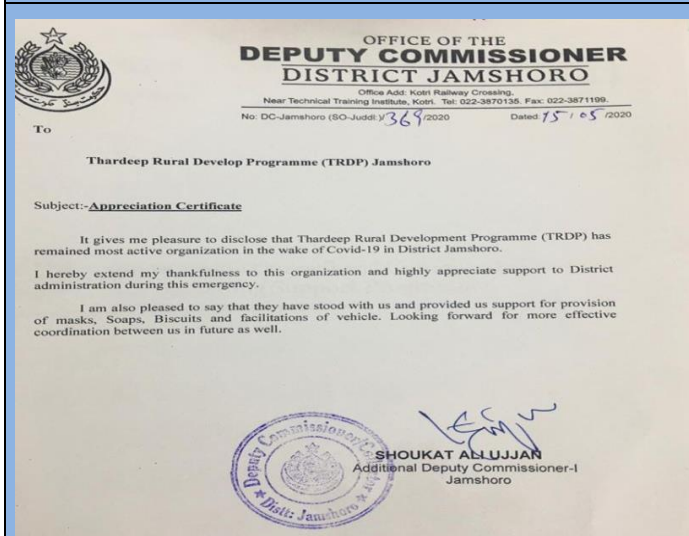 OFFICE OF THE
DEPUTY COMMISSIONER
DISTRICT JAMSHORO
Office Add: Kotri Railway Crossing,
Near Technical Training Institute, Kotri. Tel: 022-3870135. Fax: 022-3871199.
No: DC-Jamshoro (SO-Juddl:)/369/2020 Dated 15/05/2020
To
Thardeep Rural Develop Programme (TRDP) Jamshoro
Subject:-Appreciation Certificate
It gives me pleasure to disclose that Thardeep Rural Development Programme (TRDP) has
remained most active organization in the wake of Covid-19 in District Jamshoro.
I hereby extend my thankfulness to this organization and highly appreciate support to District
administration during this emergency.
I am also pleased to say that they have stood with us and provided us support for provision
of masks, Soaps, Biscuits and facilitations of vehicle. Looking forward for more effective
coordination between us in future as well.
SHOUKAT ALI UJJAN
Additional Deputy Commissioner-I
Jamshoro
Deputy Commissioner/Collector
Distt: Jamshoro